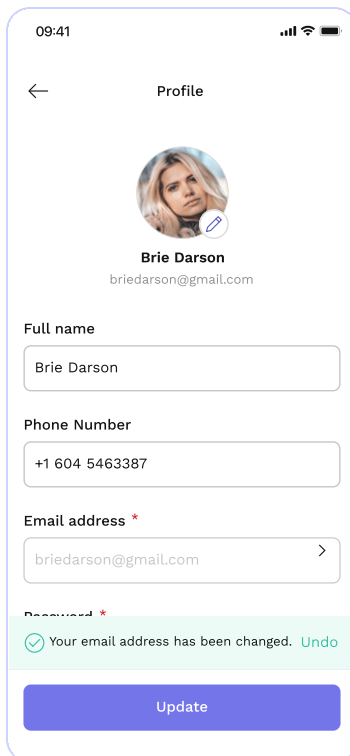 09:41
Profile
Brie Darson
briedarson@gmail.com
Full name
Brie Darson
Phone Number
+1 604 5463387
Email address *
briedarson@gmail.com
Password *
Your email address has been changed. Undo
Update